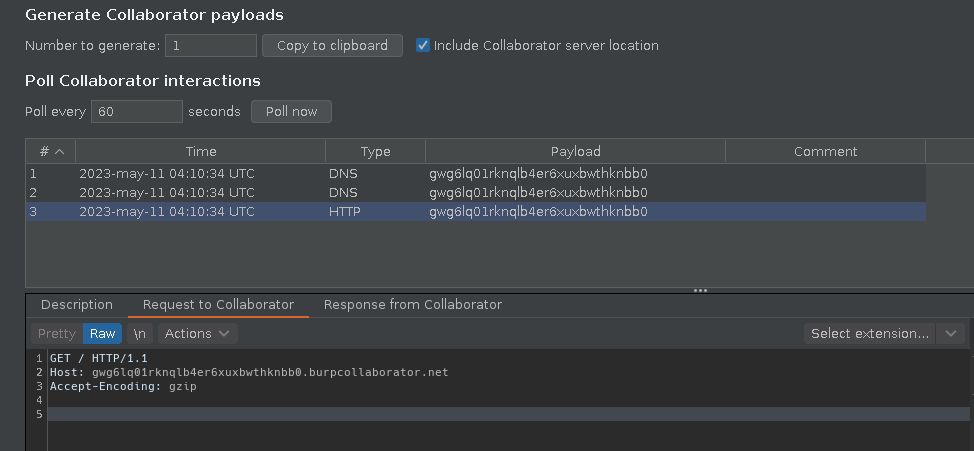 Generate Collaborator payloads
Number to generate: 1 Copy to clipboard Include Collaborator server location
Poll Collaborator interactions
Poll every 60 seconds Poll now
# Time Type Payload Comment
1 2023-may-11 04:10:34 UTC DNS gwg6lq01rknqlb4er6xuxbwthknbb0
2 2023-may-11 04:10:34 UTC DNS gwg6lq01rknqlb4er6xuxbwthknbb0
3 2023-may-11 04:10:34 UTC HTTP gwg6lq01rknqlb4er6xuxbwthknbb0
Description Request to Collaborator Response from Collaborator
Pretty Raw \n Actions Select extension...
1 GET / HTTP/1.1
2 Host: gwg6lq01rknqlb4er6xuxbwthknbb0.burpcollaborator.net
3 Accept-Encoding: gzip
4
5